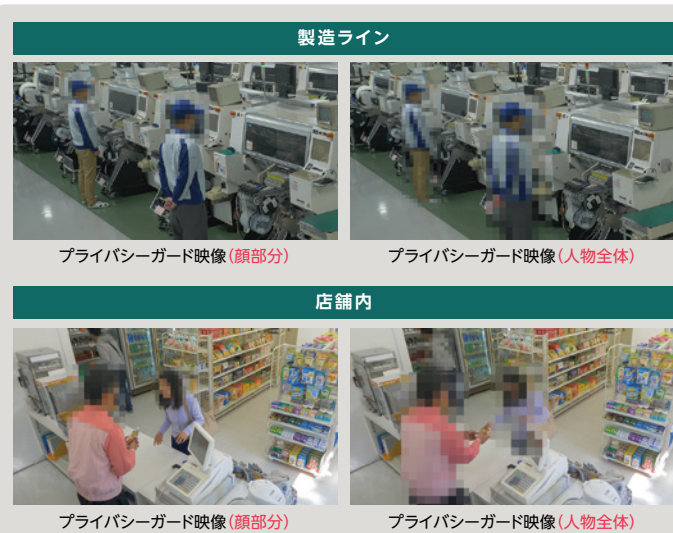 製造ライン
プライバシーガード映像(顔部分)
プライバシーガード映像(人物全体)
店舗内
プライバシーガード映像(顔部分)
プライバシーガード映像(人物全体)